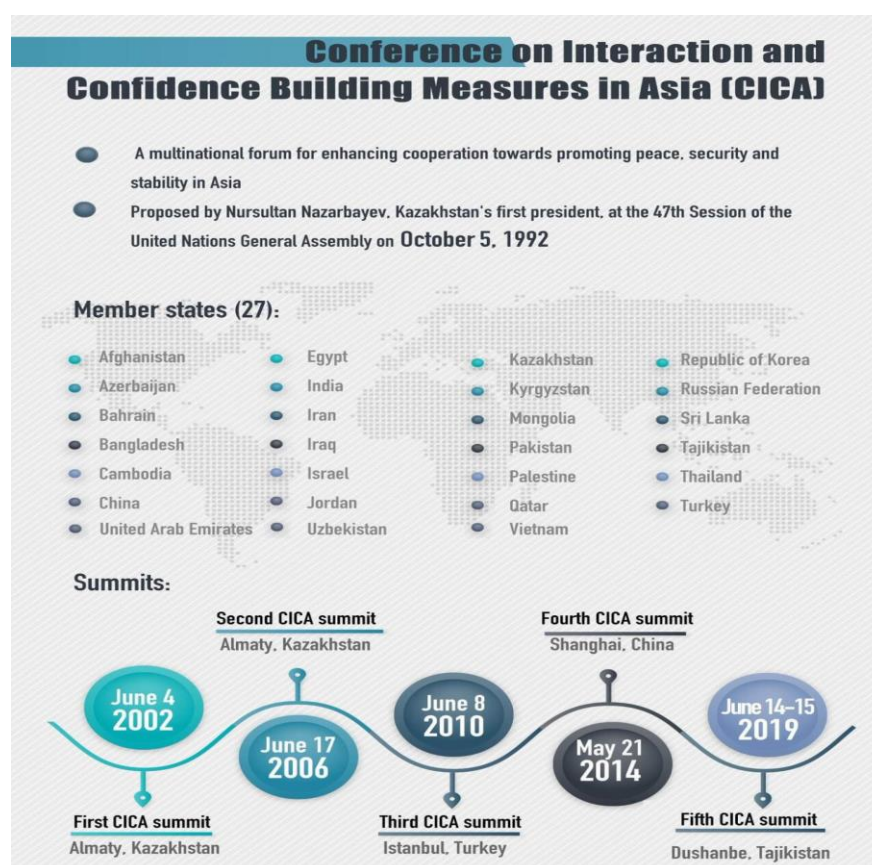 Conference on Interaction and
Confidence Building Measures in Asia (CICA)
A multinational forum for enhancing cooperation towards promoting peace, security and
stability in Asia
Proposed by Nursultan Nazarbayev, Kazakhstan's first president, at the 47th Session of the
United Nations General Assembly on October 5, 1992
Member states (27):
Afghanistan
Azerbaijan
Bahrain
Bangladesh
Cambodia
China
United Arab Emirates
Egypt
India
Iran
Iraq
Israel
Jordan
Uzbekistan
Kazakhstan
Kyrgyzstan
Mongolia
Pakistan
Palestine
Qatar
Vietnam
Republic of Korea
Russian Federation
Sri Lanka
Tajikistan
Thailand
Turkey
Summits:
June 4
2002
First CICA summit
Almaty, Kazakhstan
Second CICA summit
Almaty, Kazakhstan
June 17
2006
June 8
2010
Third CICA summit
Istanbul, Turkey
Fourth CICA summit
Shanghai, China
May 21
2014
June 14-15
2019
Fifth CICA summit
Dushanbe, Tajikistan